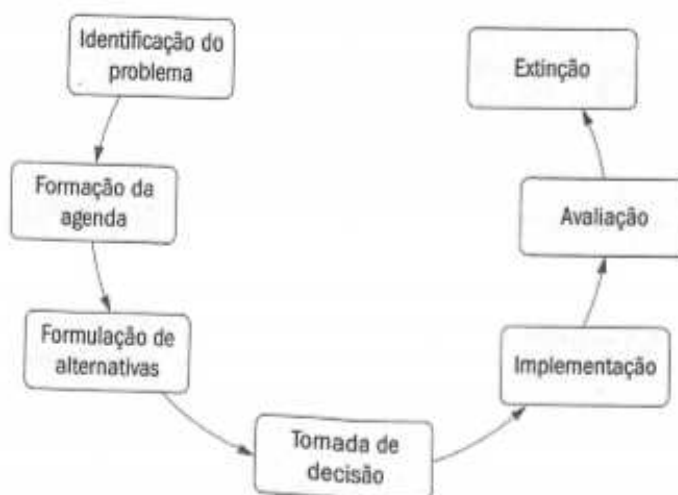 Identificação do
problema
Formação da
agenda
Formulação de
alternativas
Tomada de
decisão
Implementação
Avaliação
Extinção